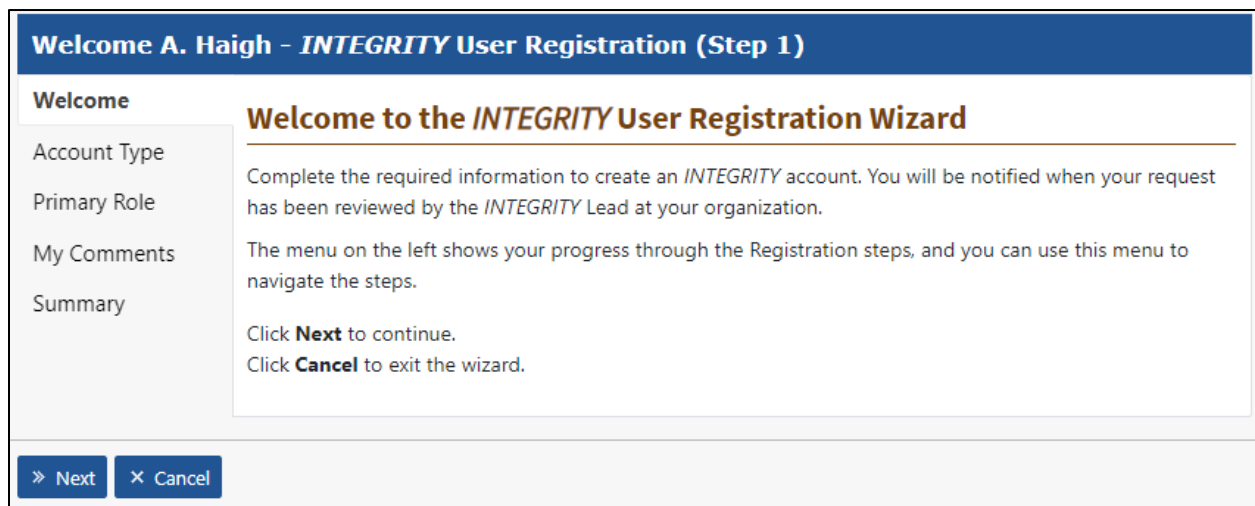 Welcome A. Haigh - INTEGRITY User Registration (Step 1)
Welcome
Account Type
Primary Role
My Comments
Summary
Welcome to the INTEGRITY User Registration Wizard
Complete the required information to create an INTEGRITY account. You will be notified when your request
has been reviewed by the INTEGRITY Lead at your organization.
The menu on the left shows your progress through the Registration steps, and you can use this menu to
navigate the steps.
Click Next to continue.
Click Cancel to exit the wizard.
» Next
× Cancel